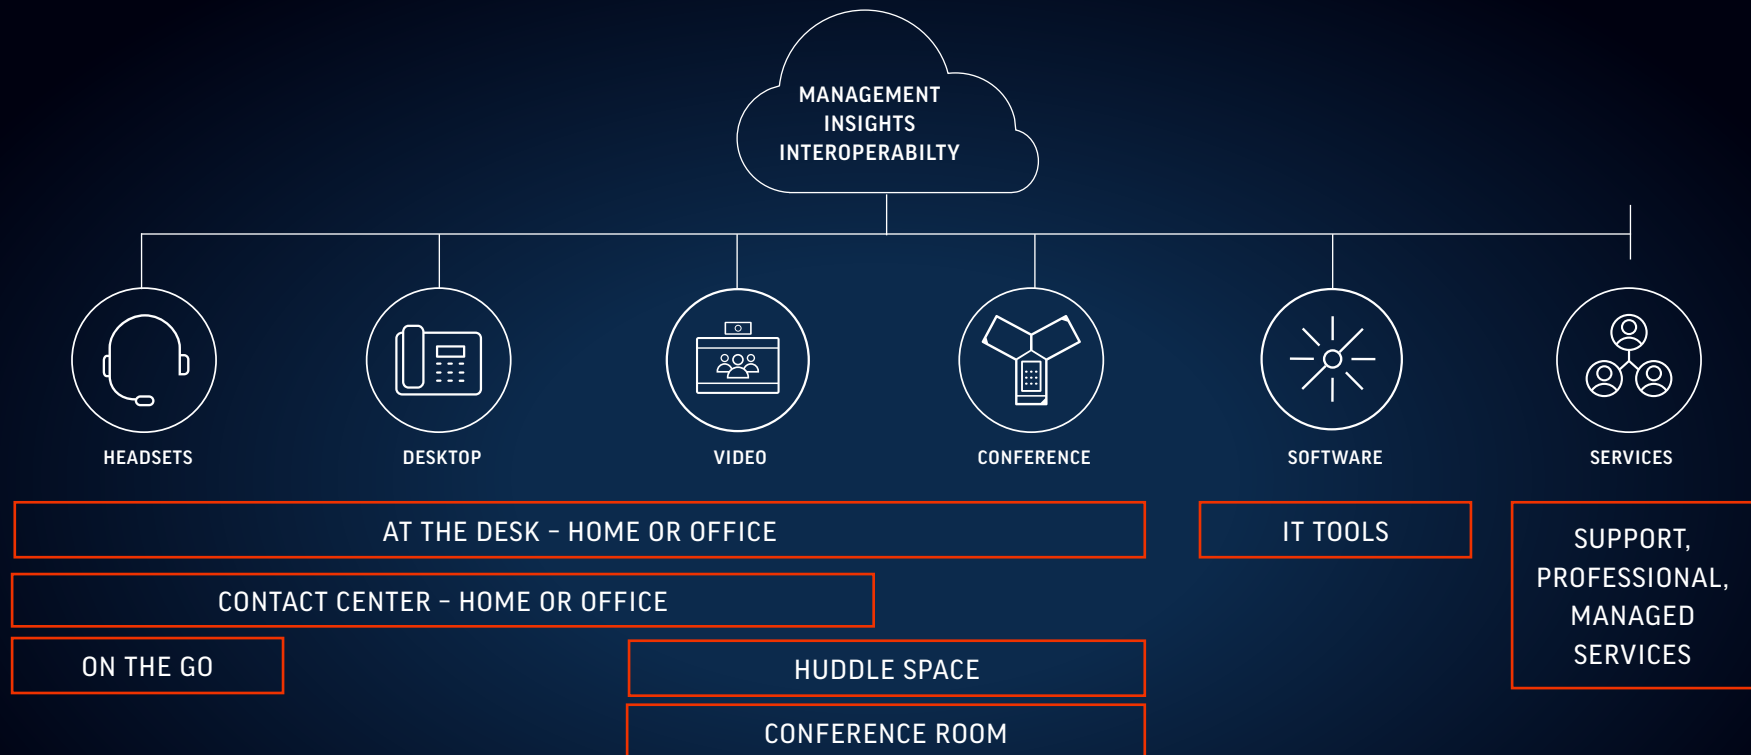 MANAGEMENT
INSIGHTS
INTEROPERABILTY
HEADSETS
DESKTOP
VIDEO
CONFERENCE
SOFTWARE
SERVICES
AT THE DESK – HOME OR OFFICE
IT TOOLS
SUPPORT,
PROFESSIONAL,
MANAGED
SERVICES
CONTACT CENTER – HOME OR OFFICE
ON THE GO
HUDDLE SPACE
CONFERENCE ROOM